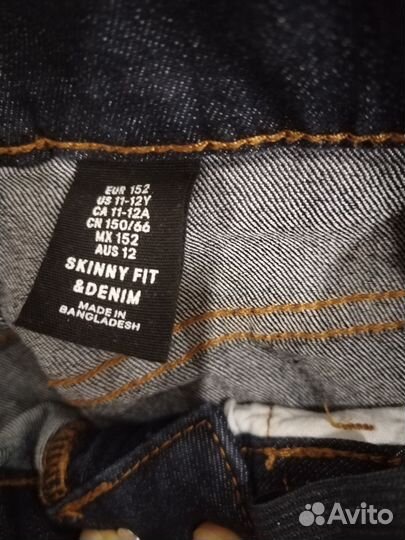 EUR 152
US 11-12Y
CA 11-12A
CN 150/66
MX 152
AUS 12
SKINNY FIT
&DENIM
MADE IN
BANGLADESH
Avito